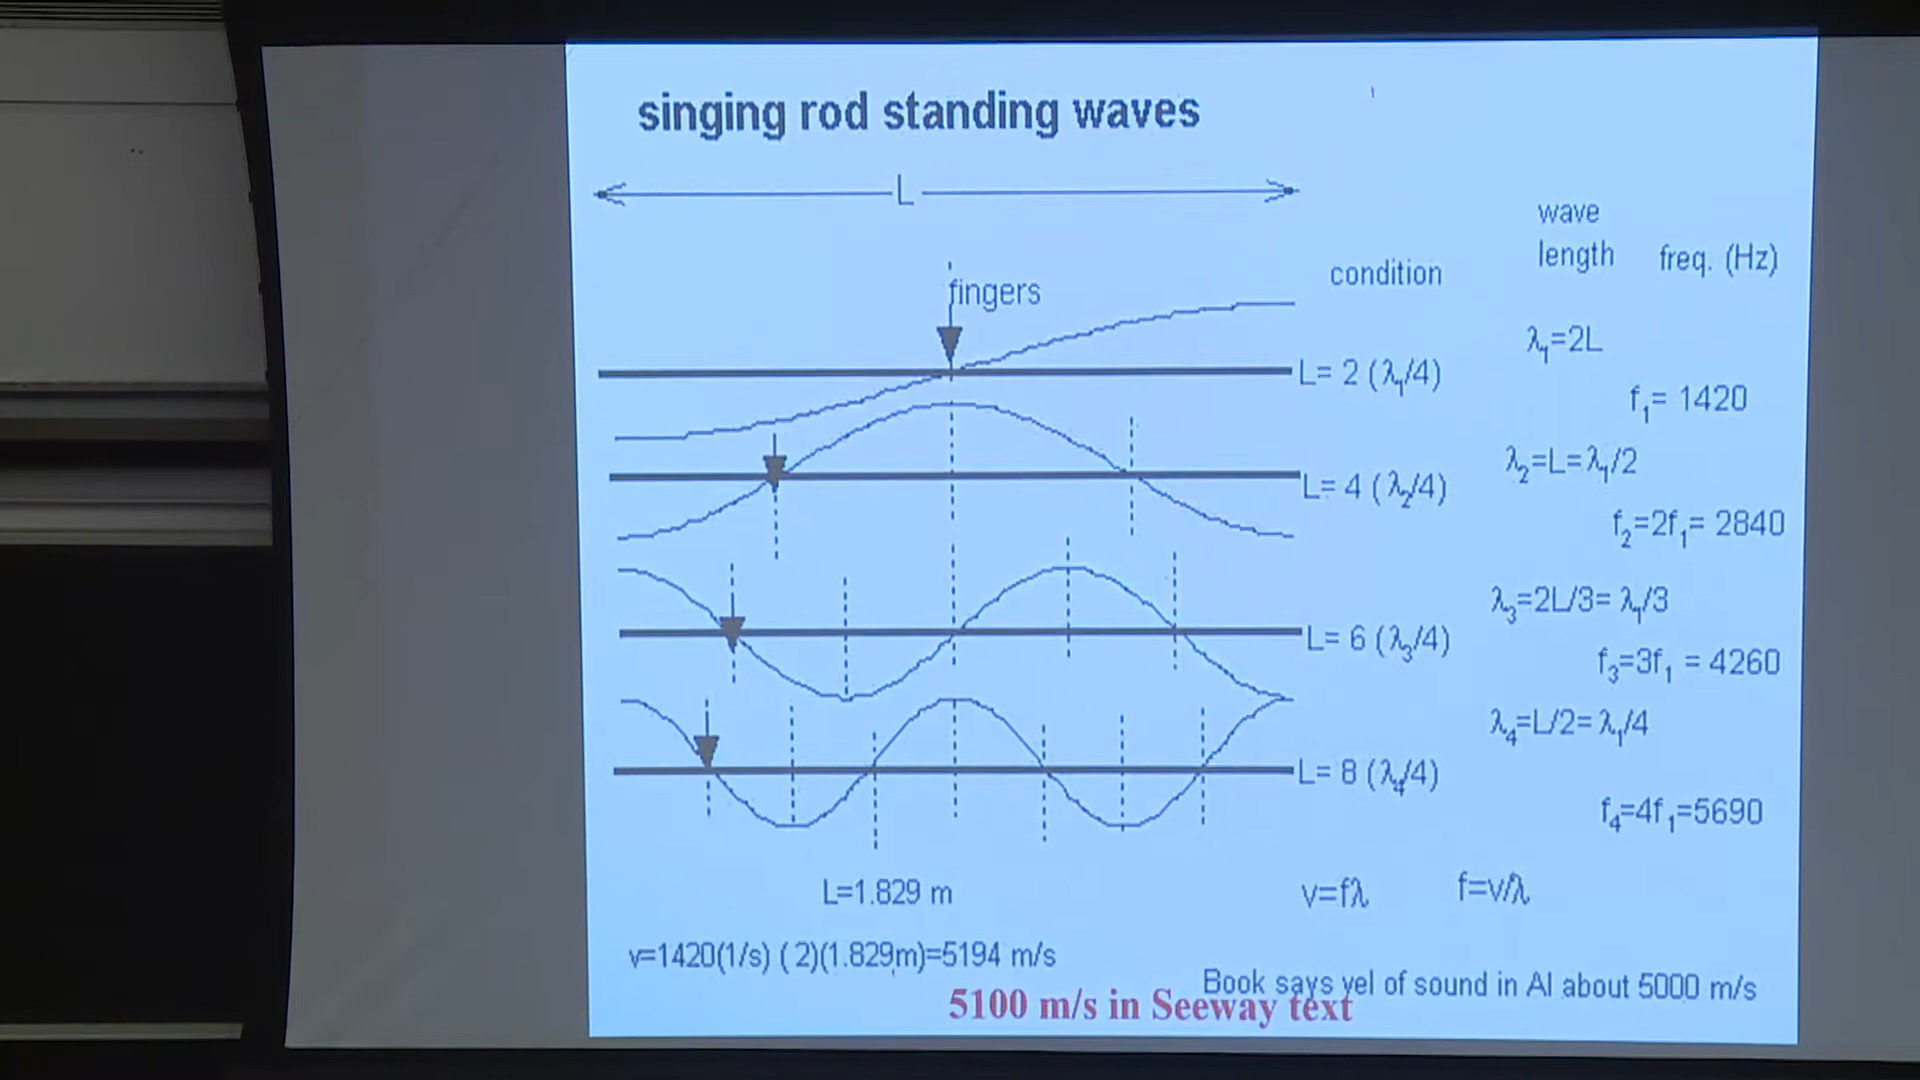 singing rod standing waves
L
wave
length
freq. (Hz)
condition
fingers
L= 2 (λ₁/4)
λ₁=2L
f₁= 1420
L= 4 (λ₂/4)
λ₂=L=λ₁/2
f₂=2f₁= 2840
L= 6 (λ₃/4)
λ₃=2L/3= λ₁/3
f₃=3f₁ = 4260
L= 8 (λ₄/4)
λ₄=L/2= λ₁/4
f₄=4f₁=5690
L=1.829 m
v=fλ
f=v/λ
v=1420(1/s) ( 2)(1.829m)=5194 m/s
Book says vel of sound in Al about 5000 m/s
5100 m/s in Seeway text